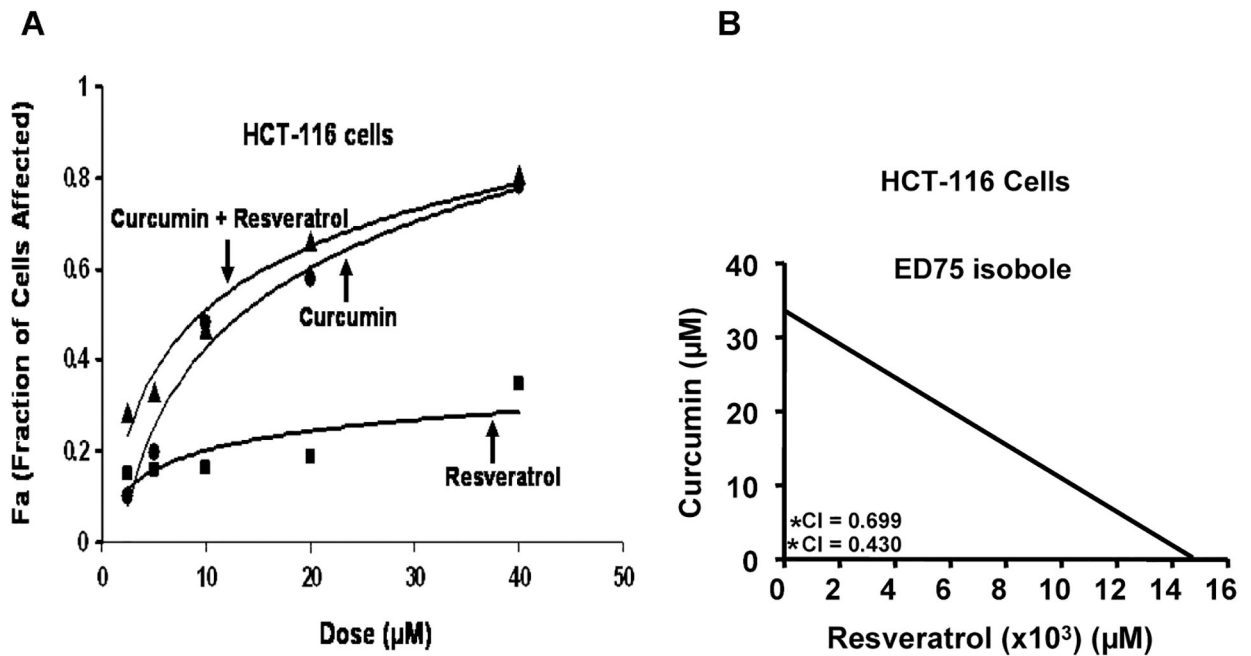 A
Fa (Fraction of Cells Affected)
1
0.8
0.6
0.4
0.2
0
HCT-116 cells
Curcumin + Resveratrol
Curcumin
Resveratrol
0 10 20 30 40 50
Dose (µM)
B
HCT-116 Cells
ED75 isobole
Curcumin (µM)
40
30
20
10
0
*CI = 0.699
*CI = 0.430
0 2 4 6 8 10 12 14 16
Resveratrol (x10³) (µM)